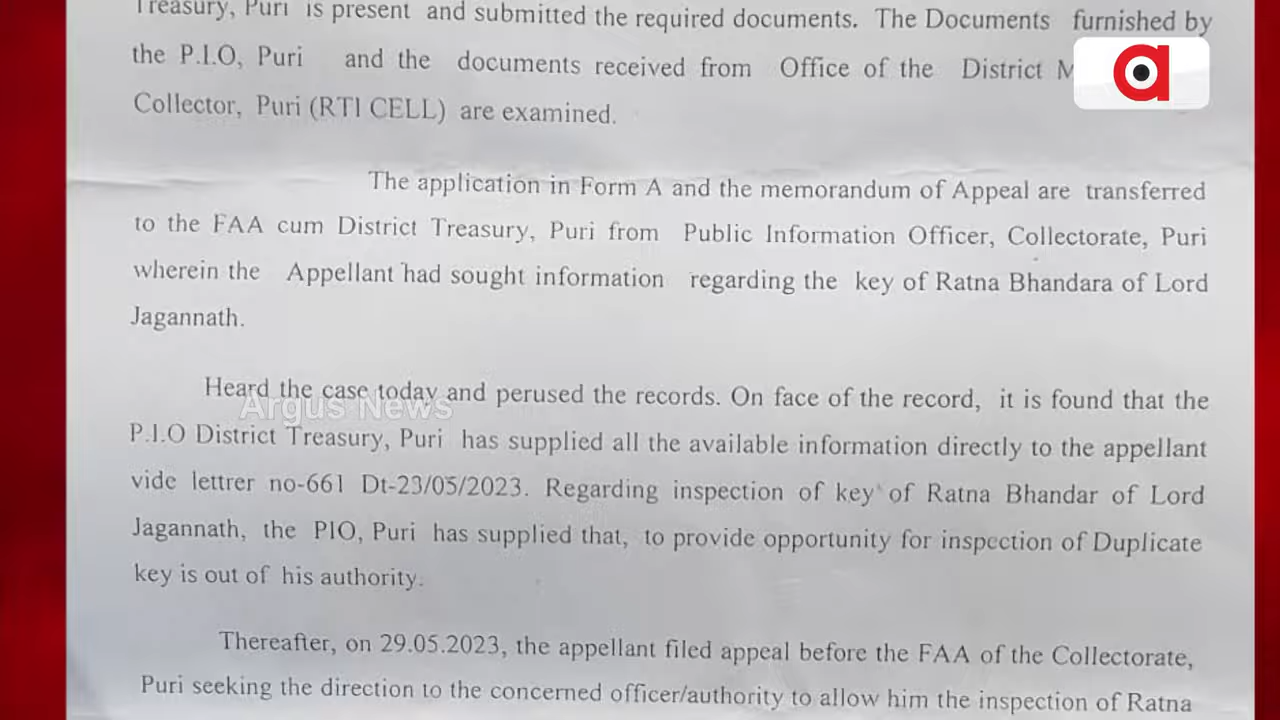 Treasury, Puri is present and submitted the required documents. The Documents furnished by
the P.I.O, Puri and the documents received from Office of the District
Collector, Puri (RTI CELL) are examined.
The application in Form A and the memorandum of Appeal are transferred
to the FAA cum District Treasury, Puri from Public Information Officer, Collectorate, Puri
wherein the Appellant had sought information regarding the key of Ratna Bhandara of Lord
Jagannath.
Heard the case today and perused the records. On face of the record, it is found that the
Argus News
P.I.O District Treasury, Puri has supplied all the available information directly to the appellant
vide lettrer no-661 Dt-23/05/2023. Regarding inspection of key of Ratna Bhandar of Lord
Jagannath, the PIO, Puri has supplied that, to provide opportunity for inspection of Duplicate
key is out of his authority.
Thereafter, on 29.05.2023, the appellant filed appeal before the FAA of the Collectorate,
Puri seeking the direction to the concerned officer/authority to allow him the inspection of Ratna